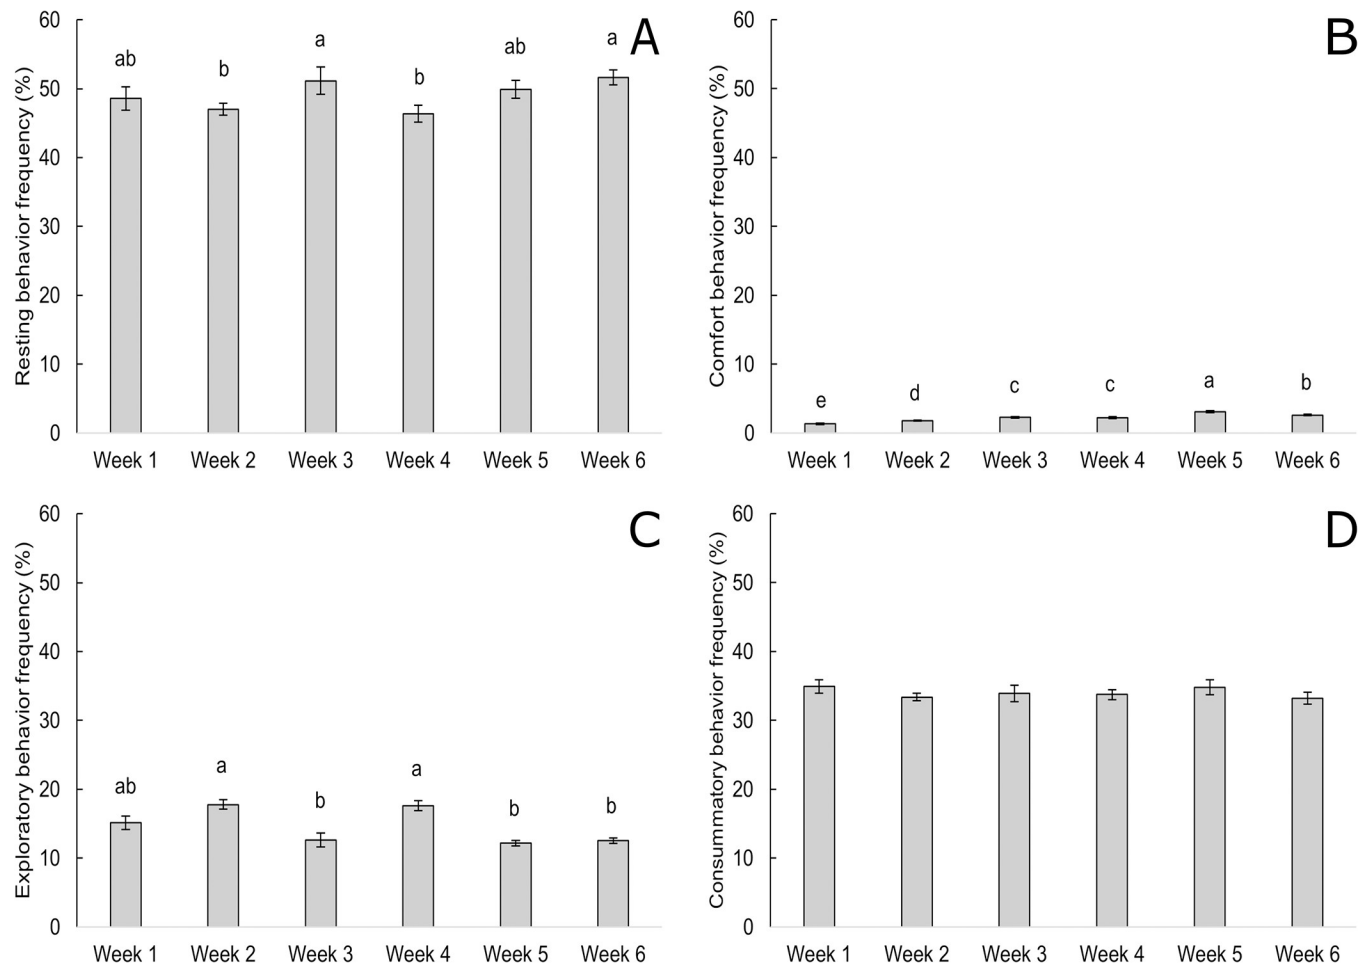 A
Resting behavior frequency (%)
60
50
40
30
20
10
0
ab
b
a
b
ab
a
Week 1 Week 2 Week 3 Week 4 Week 5 Week 6
B
Comfort behavior frequency (%)
60
50
40
30
20
10
0
e
d
c
c
a
b
Week 1 Week 2 Week 3 Week 4 Week 5 Week 6
C
Exploratory behavior frequency (%)
60
50
40
30
20
10
0
ab
a
b
a
b
b
Week 1 Week 2 Week 3 Week 4 Week 5 Week 6
D
Consummatory behavior frequency (%)
60
50
40
30
20
10
0
Week 1 Week 2 Week 3 Week 4 Week 5 Week 6